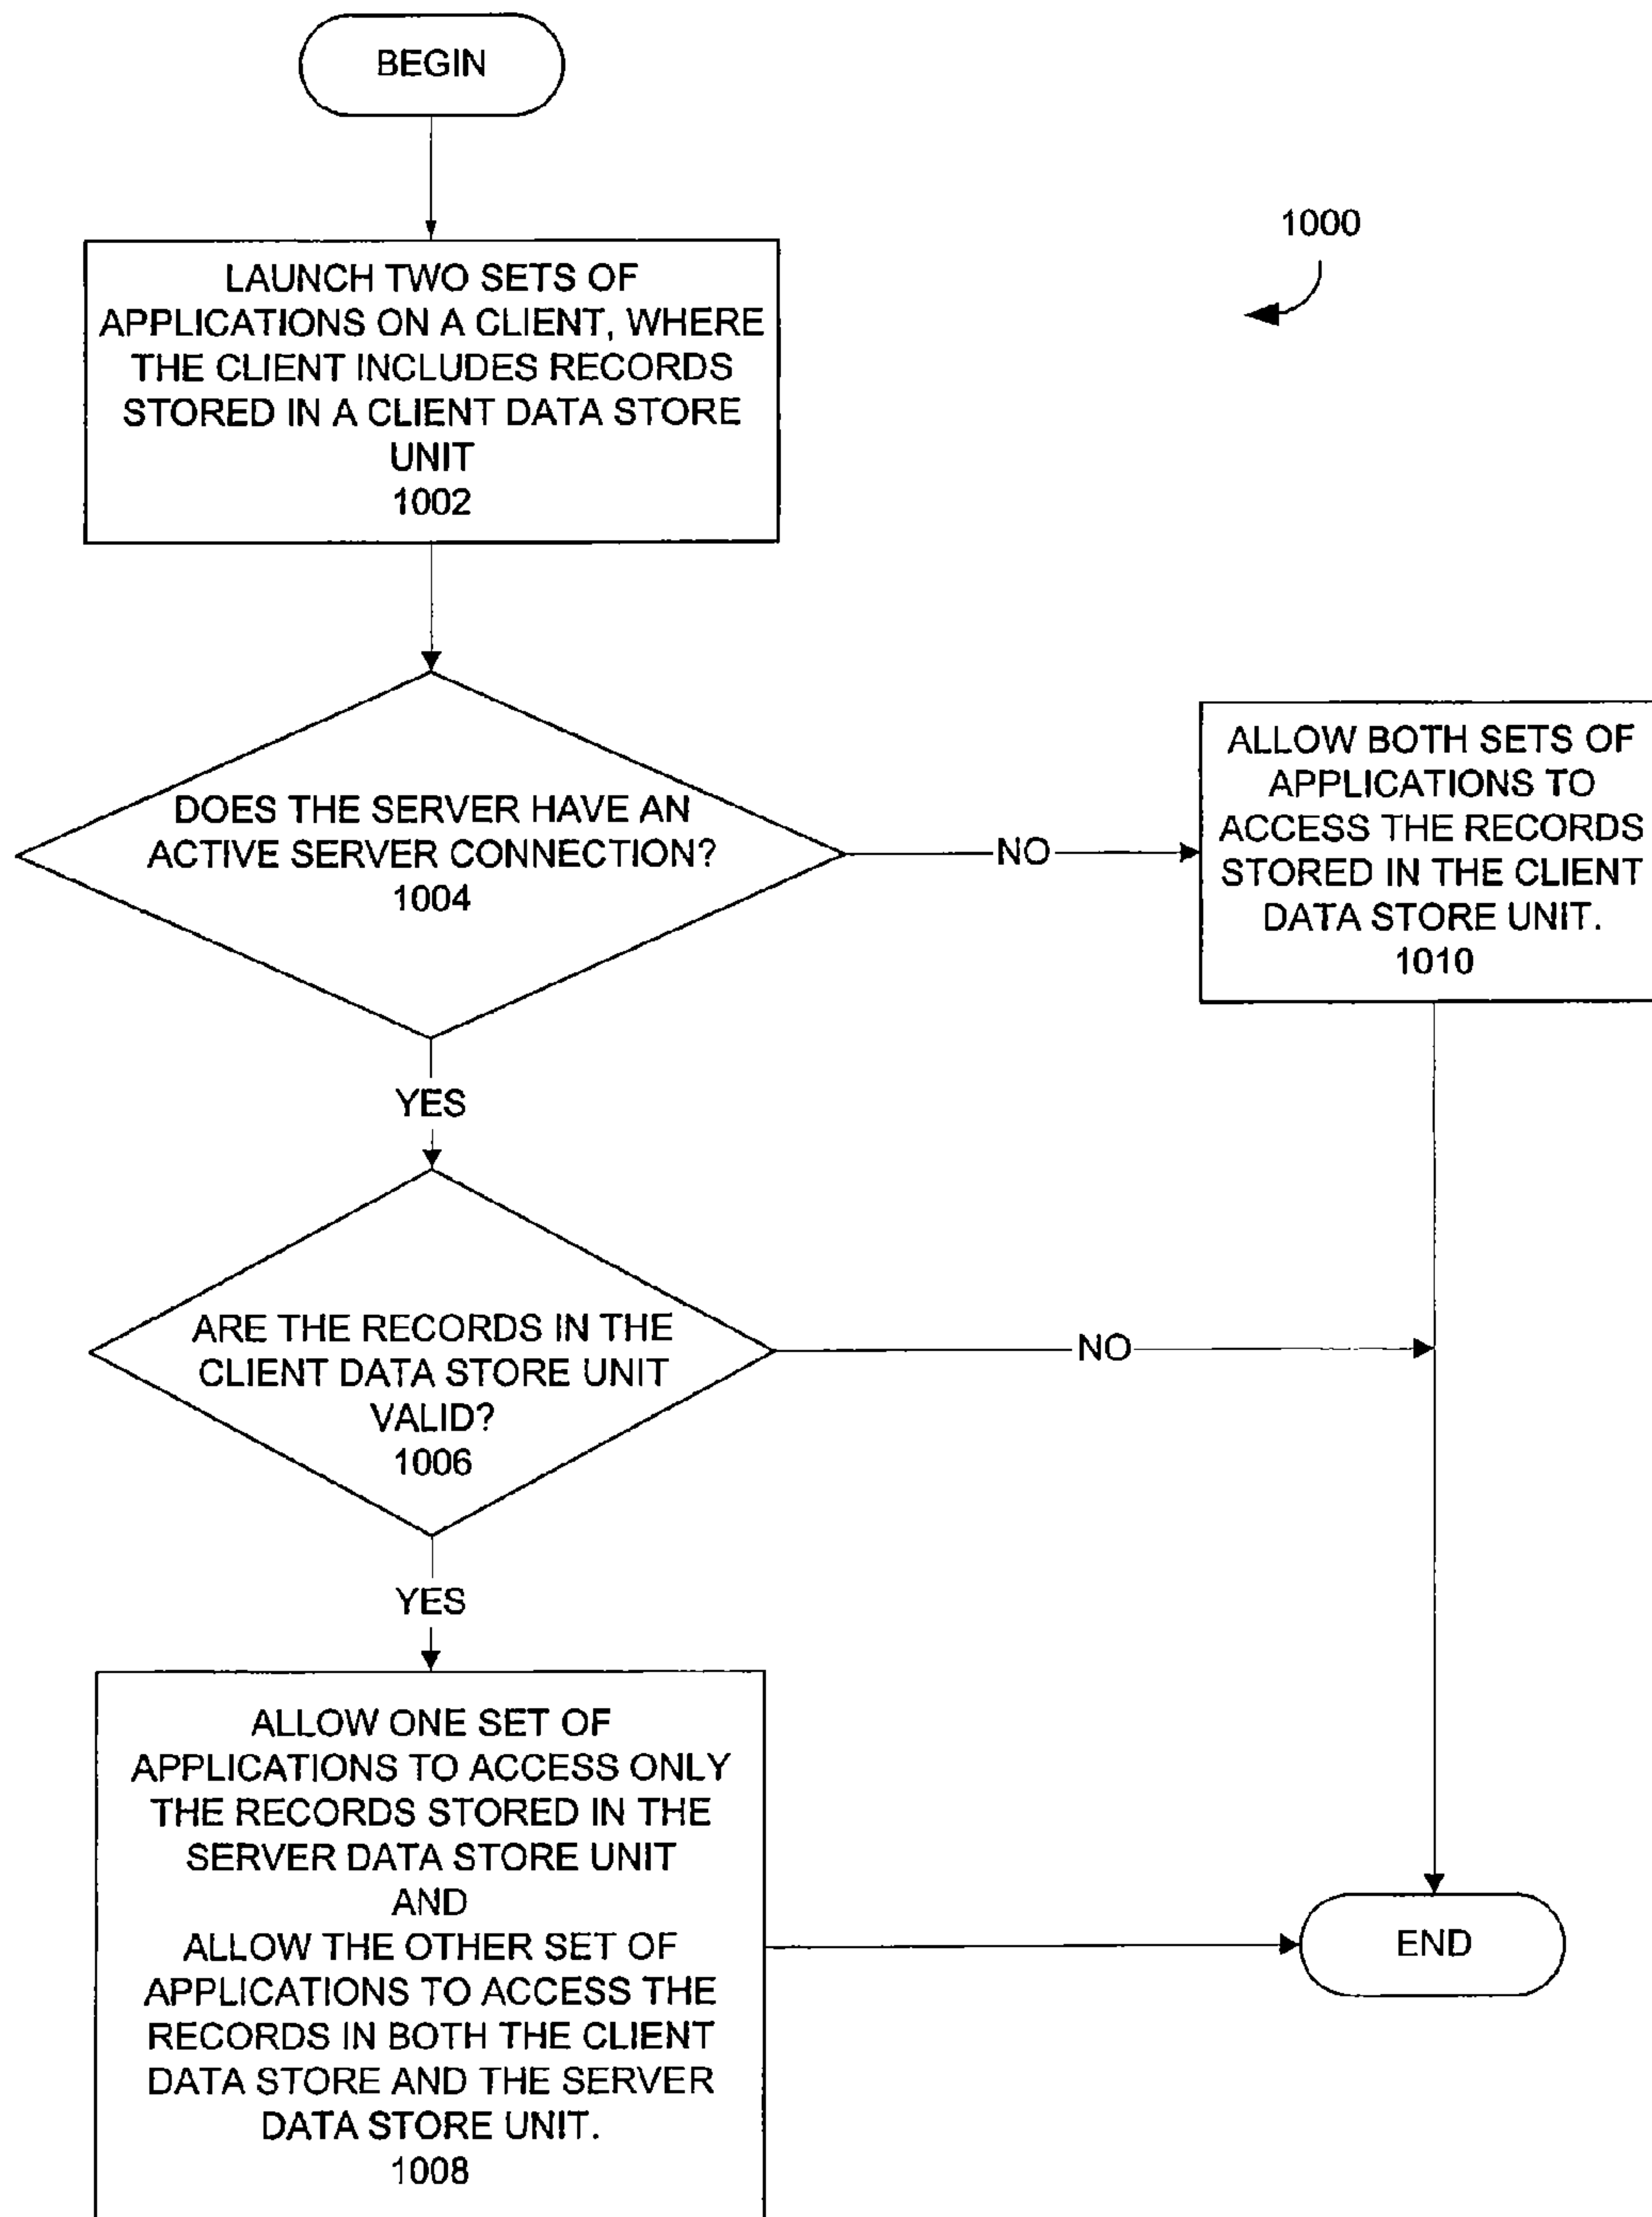 BEGIN
1000
LAUNCH TWO SETS OF
APPLICATIONS ON A CLIENT, WHERE
THE CLIENT INCLUDES RECORDS
STORED IN A CLIENT DATA STORE
UNIT
1002
DOES THE SERVER HAVE AN
ACTIVE SERVER CONNECTION?
1004
NO
ALLOW BOTH SETS OF
APPLICATIONS TO
ACCESS THE RECORDS
STORED IN THE CLIENT
DATA STORE UNIT.
1010
YES
ARE THE RECORDS IN THE
CLIENT DATA STORE UNIT
VALID?
1006
NO
YES
ALLOW ONE SET OF
APPLICATIONS TO ACCESS ONLY
THE RECORDS STORED IN THE
SERVER DATA STORE UNIT
AND
ALLOW THE OTHER SET OF
APPLICATIONS TO ACCESS THE
RECORDS IN BOTH THE CLIENT
DATA STORE AND THE SERVER
DATA STORE UNIT.
1008
END